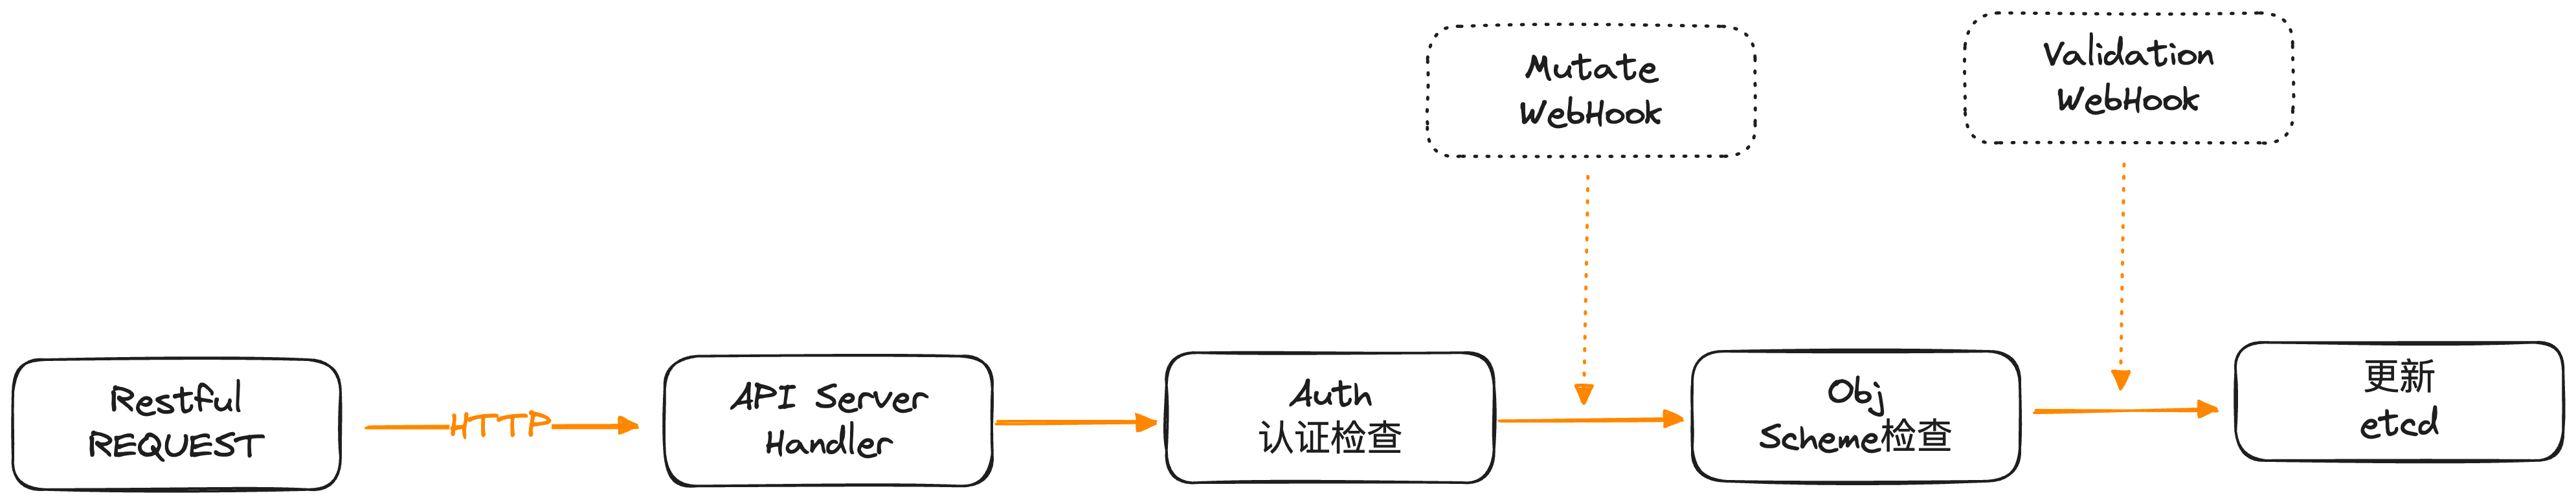 Mutate
WebHook
Validation
WebHook
Restful
REQUEST
HTTP
API Server
Handler
Auth
认证检查
Obj
Scheme检查
更新
etcd